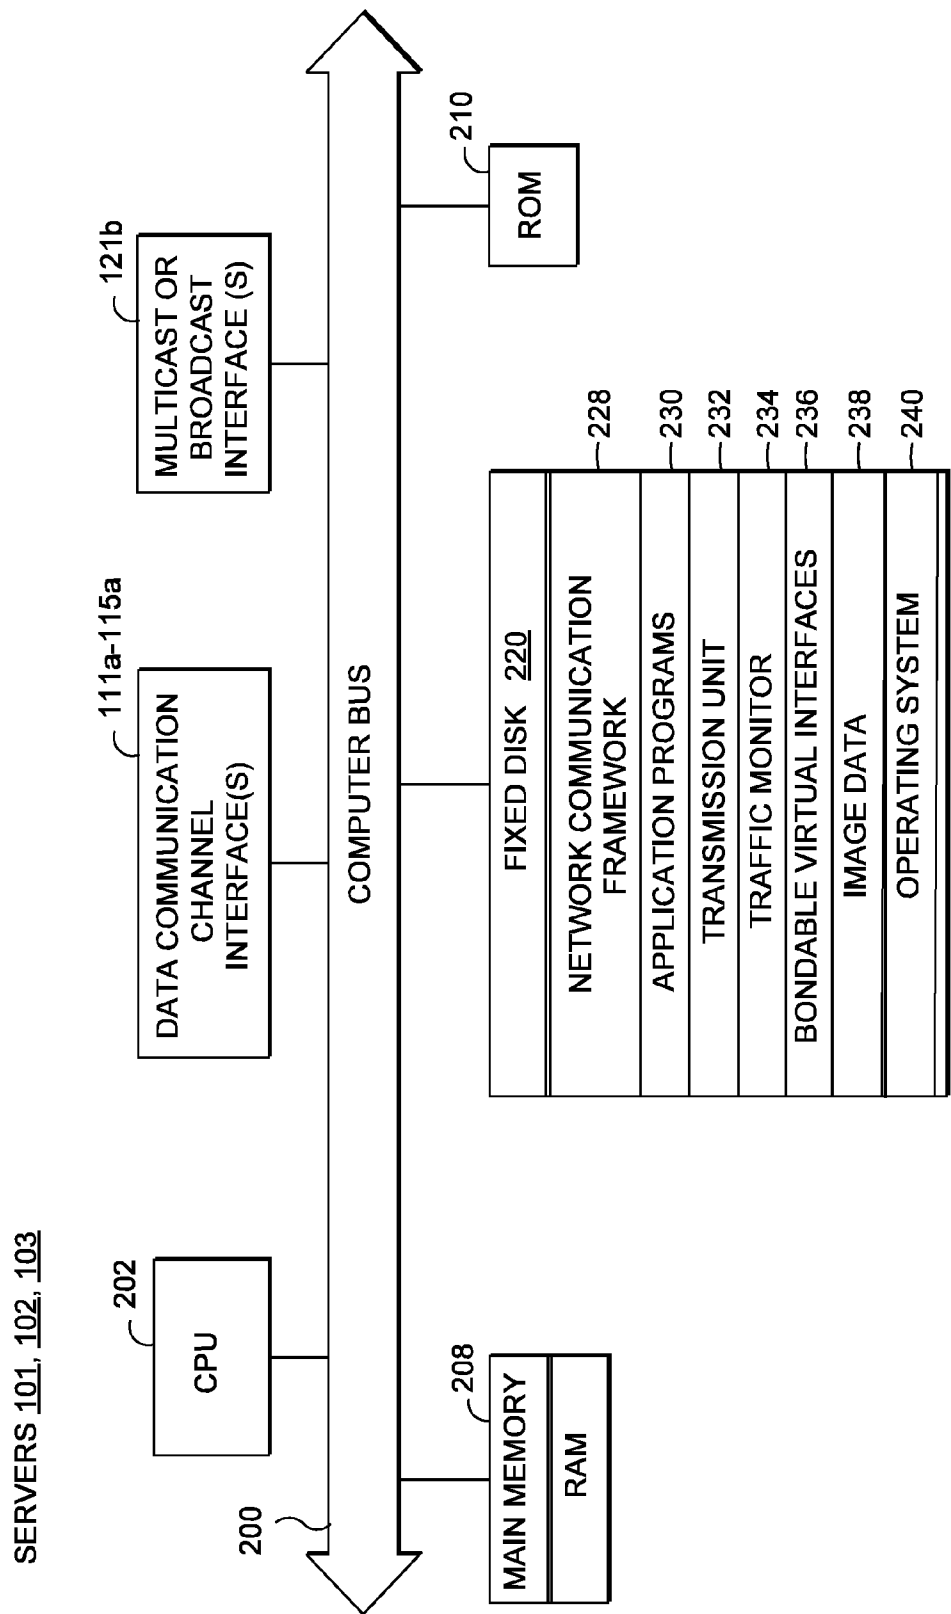 SERVERS 101, 102, 103
202
CPU
111a-115a
DATA COMMUNICATION
CHANNEL
INTERFACE(S)
121b
MULTICAST OR
BROADCAST
INTERFACE (S)
200
COMPUTER BUS
208
MAIN MEMORY
RAM
FIXED DISK 220
NETWORK COMMUNICATION
FRAMEWORK
228
APPLICATION PROGRAMS
230
TRANSMISSION UNIT
232
TRAFFIC MONITOR
234
BONDABLE VIRTUAL INTERFACES
236
IMAGE DATA
238
OPERATING SYSTEM
240
210
ROM